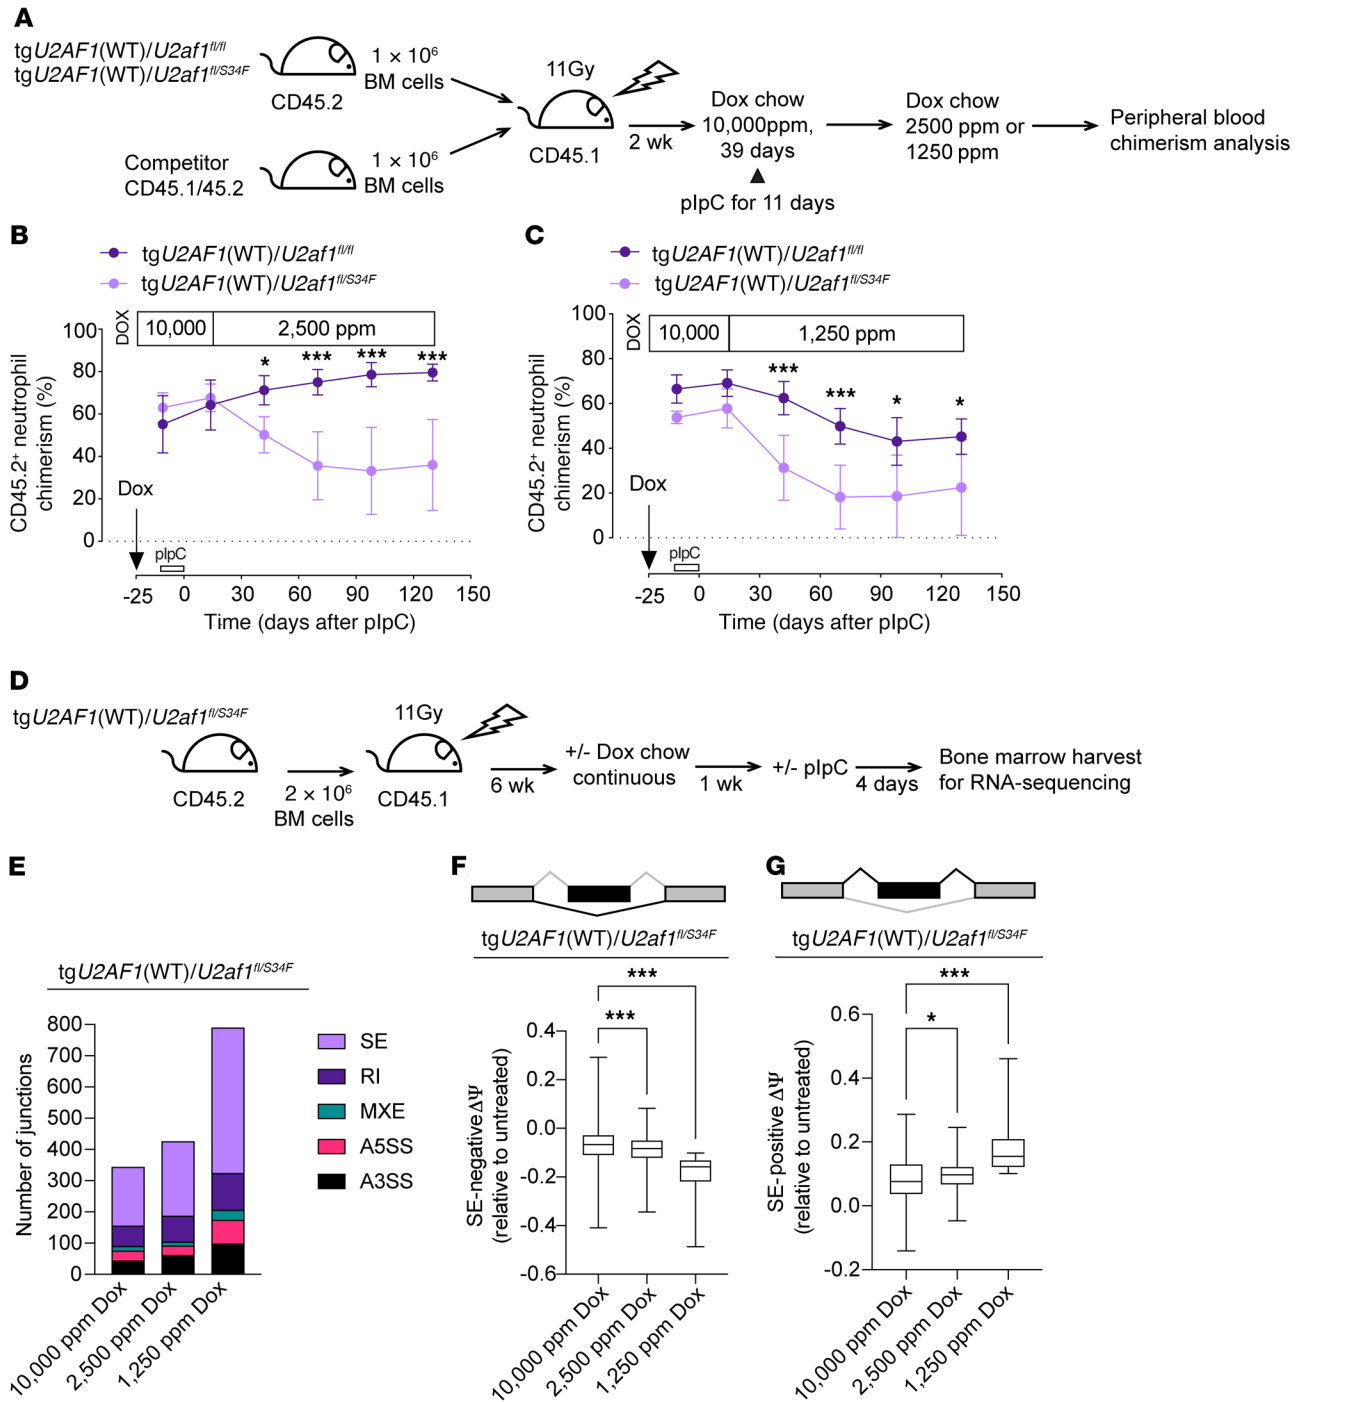 A
tgU2AF1(WT)/U2af1fl/fl
tgU2AF1(WT)/U2af1fl/S34F
CD45.2
1 × 10⁶
BM cells
Competitor
CD45.1/45.2
1 × 10⁶
BM cells
11Gy
CD45.1
2 wk
Dox chow
10,000ppm,
39 days
pIpC for 11 days
Dox chow
2500 ppm or
1250 ppm
Peripheral blood
chimerism analysis
B
tgU2AF1(WT)/U2af1fl/fl
tgU2AF1(WT)/U2af1fl/S34F
DOX
10,000
2,500 ppm
CD45.2⁺ neutrophil
chimerism (%)
100
80
60
40
20
0
* *** *** ***
Dox
pIpC
-25 0 30 60 90 120 150
Time (days after pIpC)
C
tgU2AF1(WT)/U2af1fl/fl
tgU2AF1(WT)/U2af1fl/S34F
DOX
10,000
1,250 ppm
CD45.2⁺ neutrophil
chimerism (%)
100
80
60
40
20
0
*** *** * *
Dox
pIpC
-25 0 30 60 90 120 150
Time (days after pIpC)
D
tgU2AF1(WT)/U2af1fl/S34F
CD45.2
2 × 10⁶
BM cells
11Gy
CD45.1
6 wk
+/- Dox chow
continuous
1 wk
+/- pIpC
4 days
Bone marrow harvest
for RNA-sequencing
E
tgU2AF1(WT)/U2af1fl/S34F
Number of junctions
800
700
600
500
400
300
200
100
0
10,000 ppm Dox
2,500 ppm Dox
1,250 ppm Dox
SE
RI
MXE
A5SS
A3SS
F
tgU2AF1(WT)/U2af1fl/S34F
***
***
SE-negative ΔΨ
(relative to untreated)
0.4
0.2
0.0
-0.2
-0.4
-0.6
10,000 ppm Dox
2,500 ppm Dox
1,250 ppm Dox
G
tgU2AF1(WT)/U2af1fl/S34F
***
*
SE-positive ΔΨ
(relative to untreated)
0.6
0.4
0.2
0.0
-0.2
10,000 ppm Dox
2,500 ppm Dox
1,250 ppm Dox